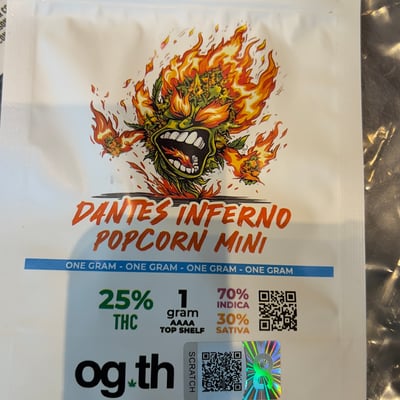 DANTES INFERNO
POPCORN MINI
ONE GRAM - ONE GRAM - ONE GRAM - ONE GRAM
25%
THC
1
gram
AAAA
TOP SHELF
70%
INDICA
30%
SATIVA
og.th
SCRATCH